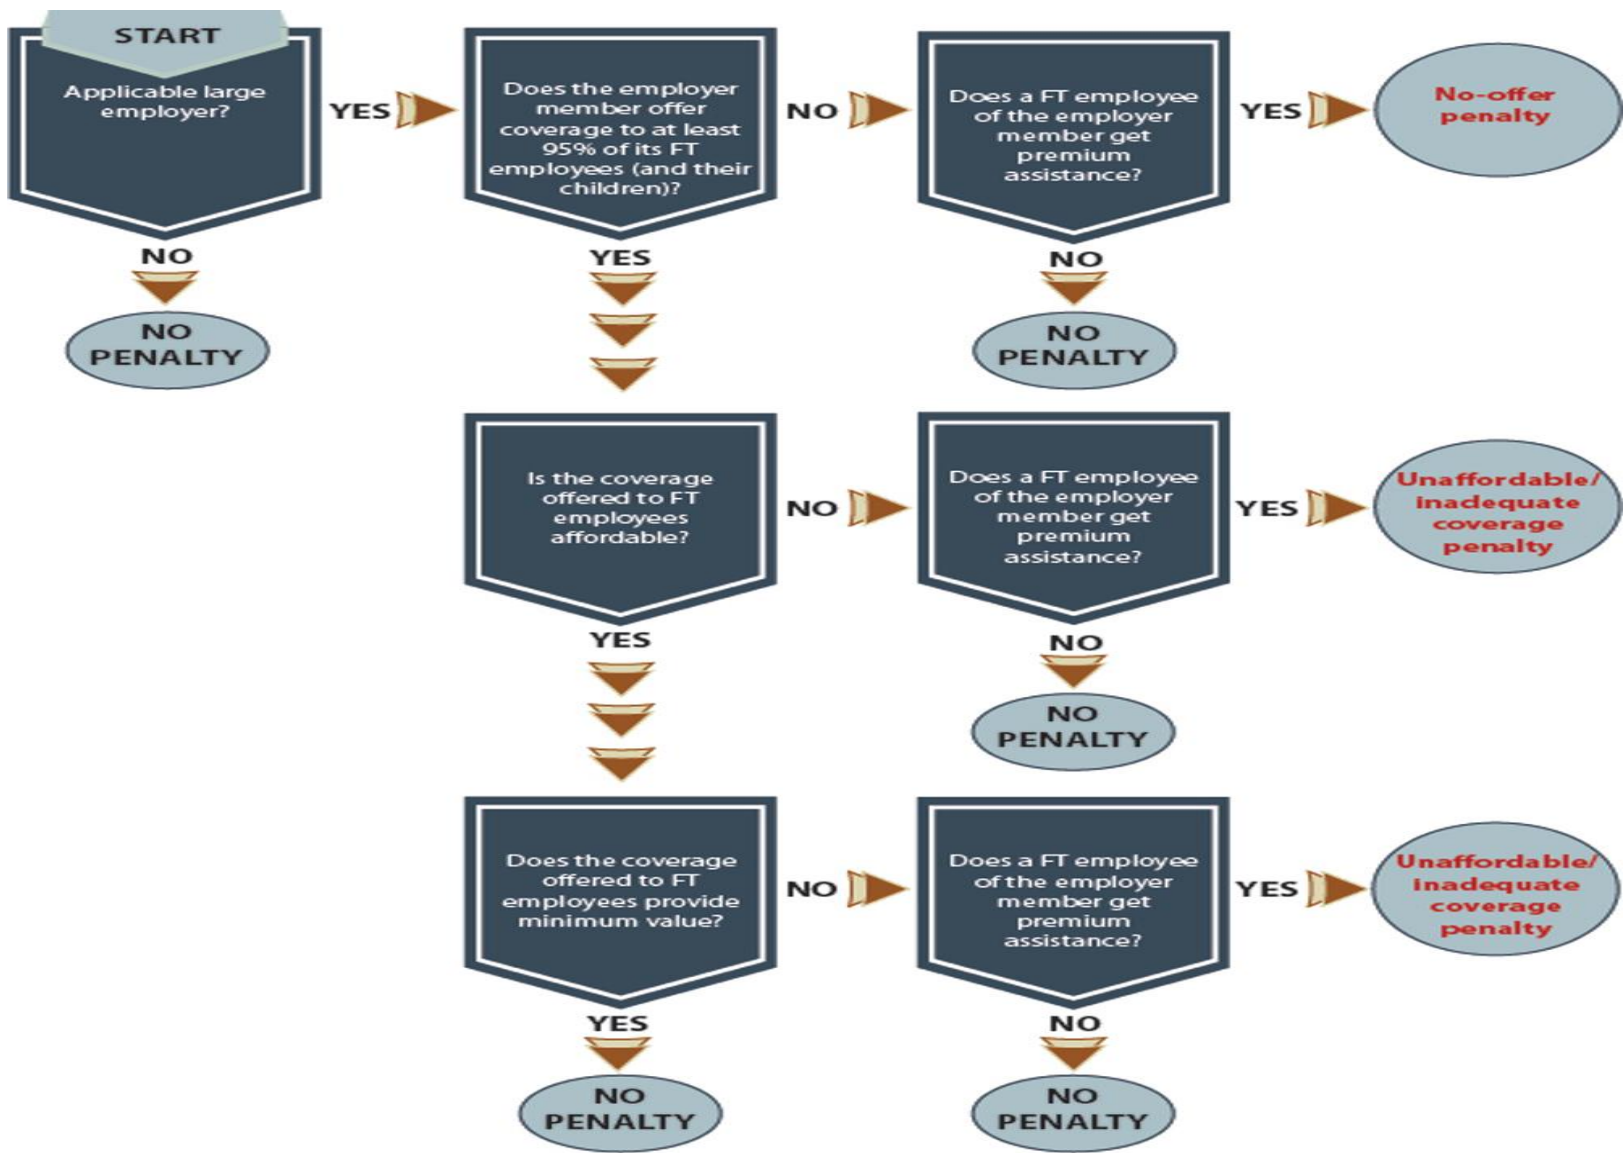 START
Applicable large
employer?
YES
Does the employer
member offer
coverage to at least
95% of its FT
employees (and their
children)?
NO
Does a FT employee
of the employer
member get
premium
assistance?
YES
No-offer
penalty
NO
NO
PENALTY
YES
NO
NO
PENALTY
Is the coverage
offered to FT
employees
affordable?
NO
Does a FT employee
of the employer
member get
premium
assistance?
YES
Unaffordable/
inadequate
coverage
penalty
YES
NO
NO
PENALTY
Does the coverage
offered to FT
employees provide
minimum value?
NO
Does a FT employee
of the employer
member get
premium
assistance?
YES
Unaffordable/
inadequate
coverage
penalty
YES
NO
PENALTY
NO
NO
PENALTY